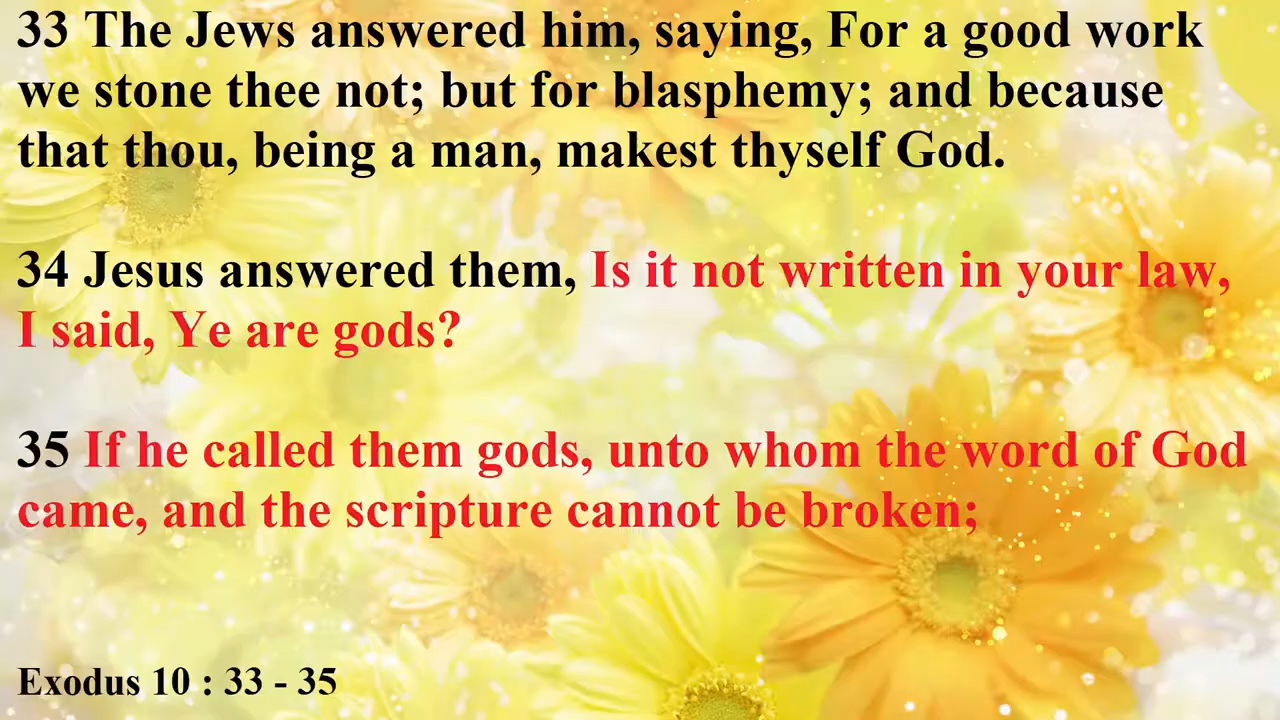 33 The Jews answered him, saying, For a good work
we stone thee not; but for blasphemy; and because
that thou, being a man, makest thyself God.
34 Jesus answered them, Is it not written in your law,
I said, Ye are gods?
35 If he called them gods, unto whom the word of God
came, and the scripture cannot be broken;
Exodus 10 : 33 - 35